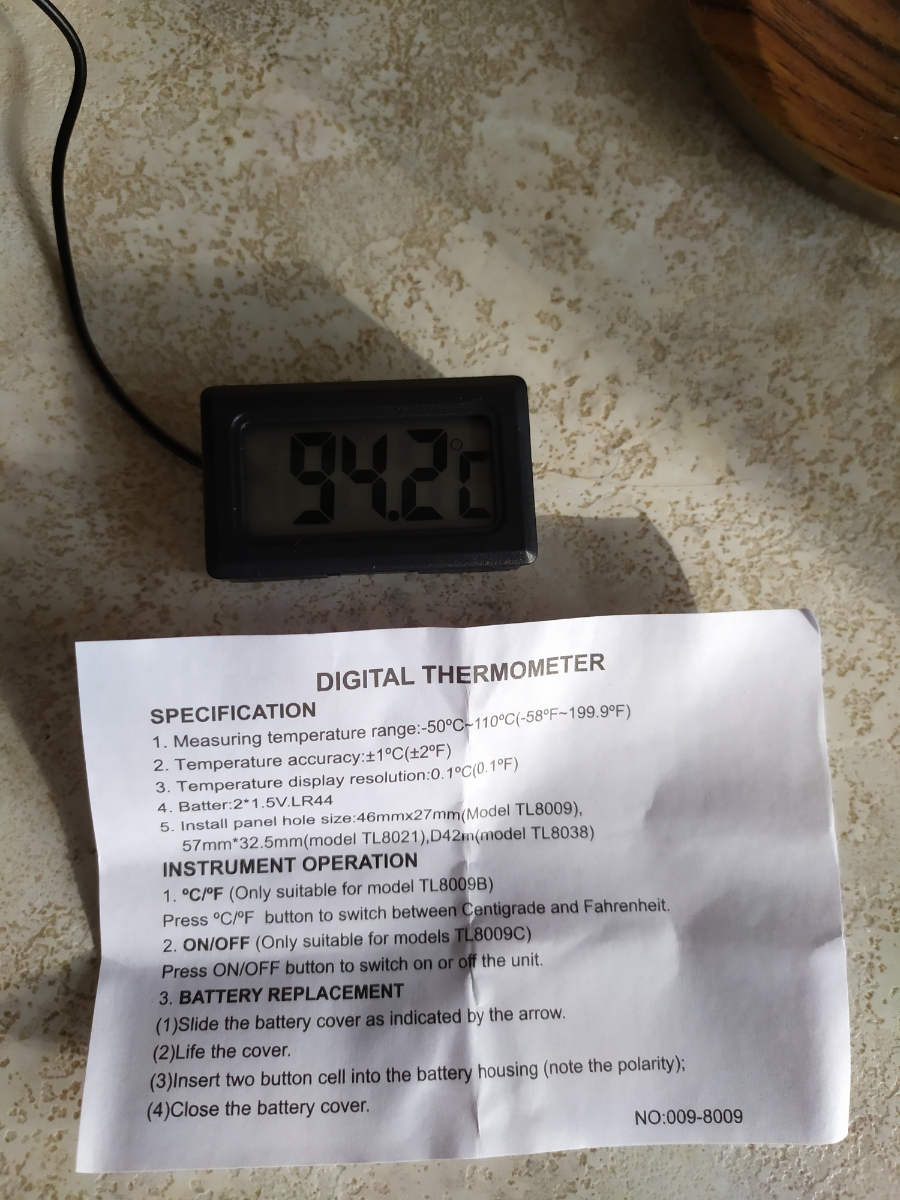 94.2°C
DIGITAL THERMOMETER
SPECIFICATION
1. Measuring temperature range:-50ºC~110ºC(-58ºF~199.9ºF)
2. Temperature accuracy:±1ºC(±2ºF)
3. Temperature display resolution:0.1ºC(0.1ºF)
4. Batter:2*1.5V.LR44
5. Install panel hole size:46mmx27mm(Model TL8009),
57mm*32.5mm(model TL8021),D42m(model TL8038)
INSTRUMENT OPERATION
1. ºC/ºF (Only suitable for model TL8009B)
Press ºC/ºF button to switch between Centigrade and Fahrenheit.
2. ON/OFF (Only suitable for models TL8009C)
Press ON/OFF button to switch on or off the unit.
3. BATTERY REPLACEMENT
(1)Slide the battery cover as indicated by the arrow.
(2)Life the cover.
(3)Insert two button cell into the battery housing (note the polarity);
(4)Close the battery cover.
NO:009-8009